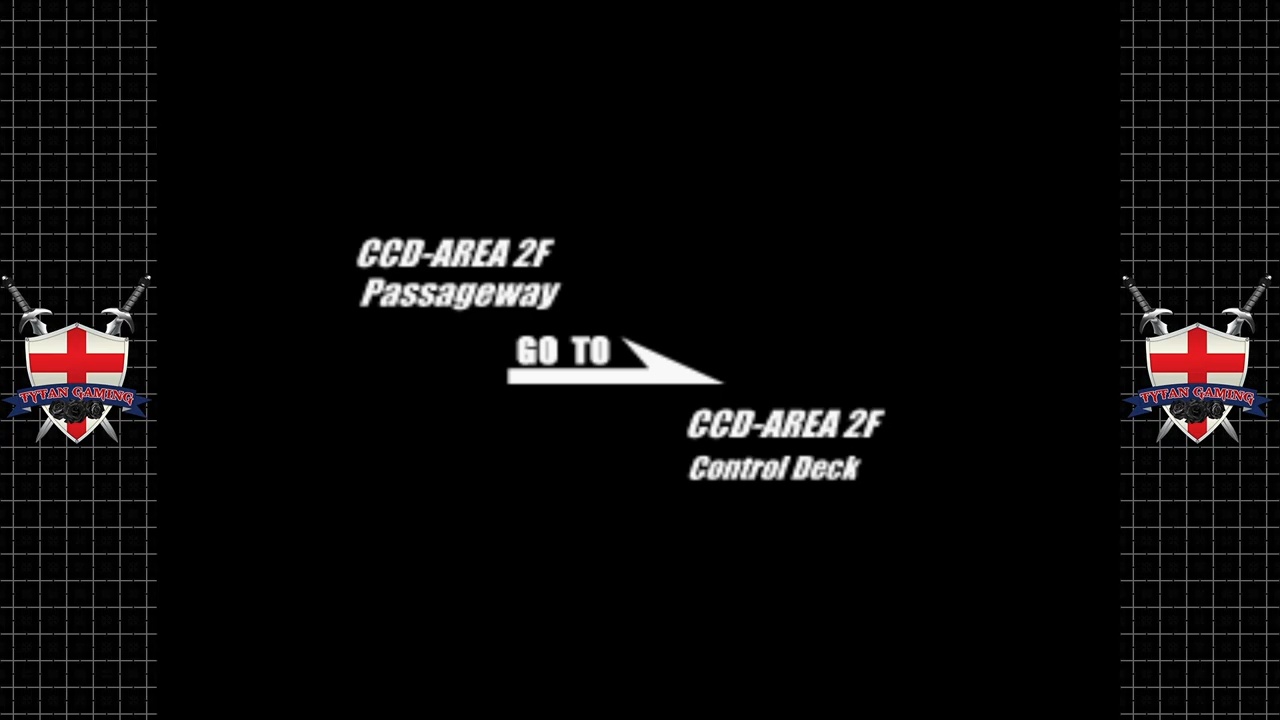 CCD-AREA 2F
Passageway
GO TO
CCD-AREA 2F
Control Deck
TYTAN GAMING
TYTAN GAMING